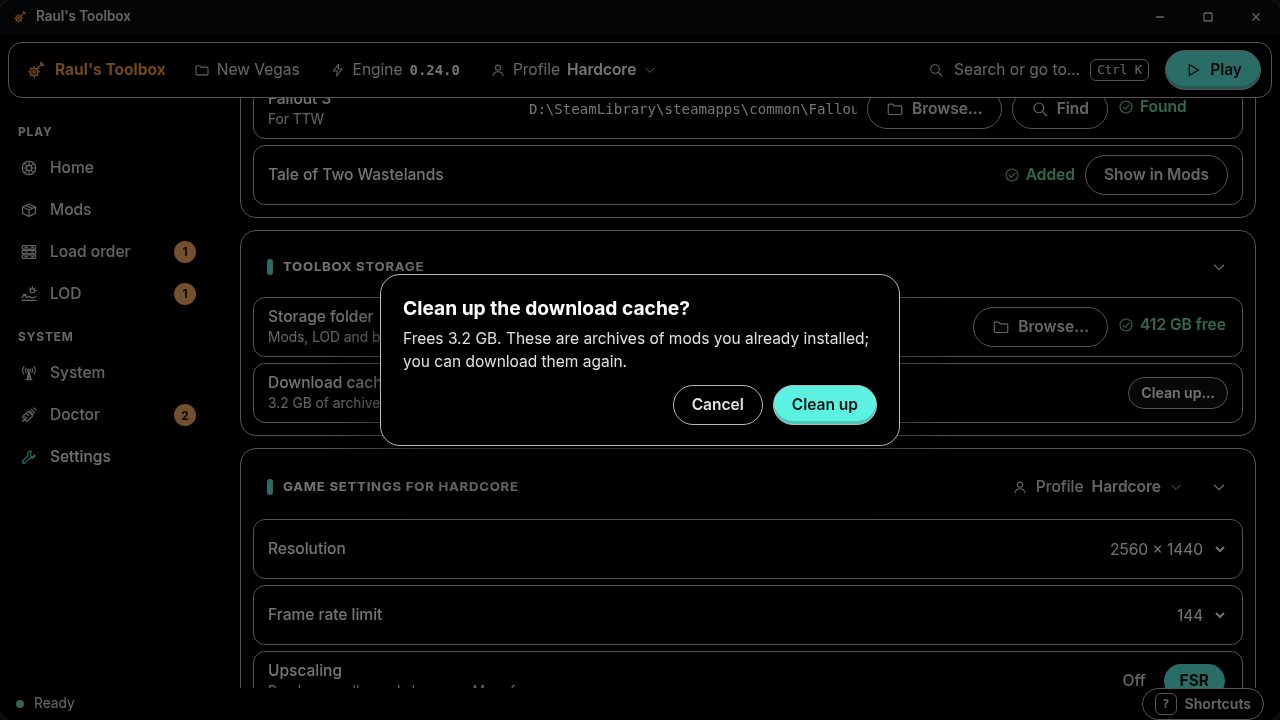 Raul's Toolbox
Raul's Toolbox
New Vegas
Engine 0.24.0
Profile Hardcore
Search or go to...
Ctrl K
Play
PLAY
Home
Mods
Load order
1
LOD
1
SYSTEM
System
Doctor
2
Settings
Fallout 3
For TTW
D:\SteamLibrary\steamapps\common\Fallou
Browse...
Find
Found
Tale of Two Wastelands
Added
Show in Mods
TOOLBOX STORAGE
Storage folder
Mods, LOD and b
Browse...
412 GB free
Download cach
3.2 GB of archive
Clean up...
Clean up the download cache?
Frees 3.2 GB. These are archives of mods you already installed;
you can download them again.
Cancel
Clean up
GAME SETTINGS FOR HARDCORE
Profile Hardcore
Resolution
2560 × 1440
Frame rate limit
144
Upscaling
Off
FSR
Ready
? Shortcuts